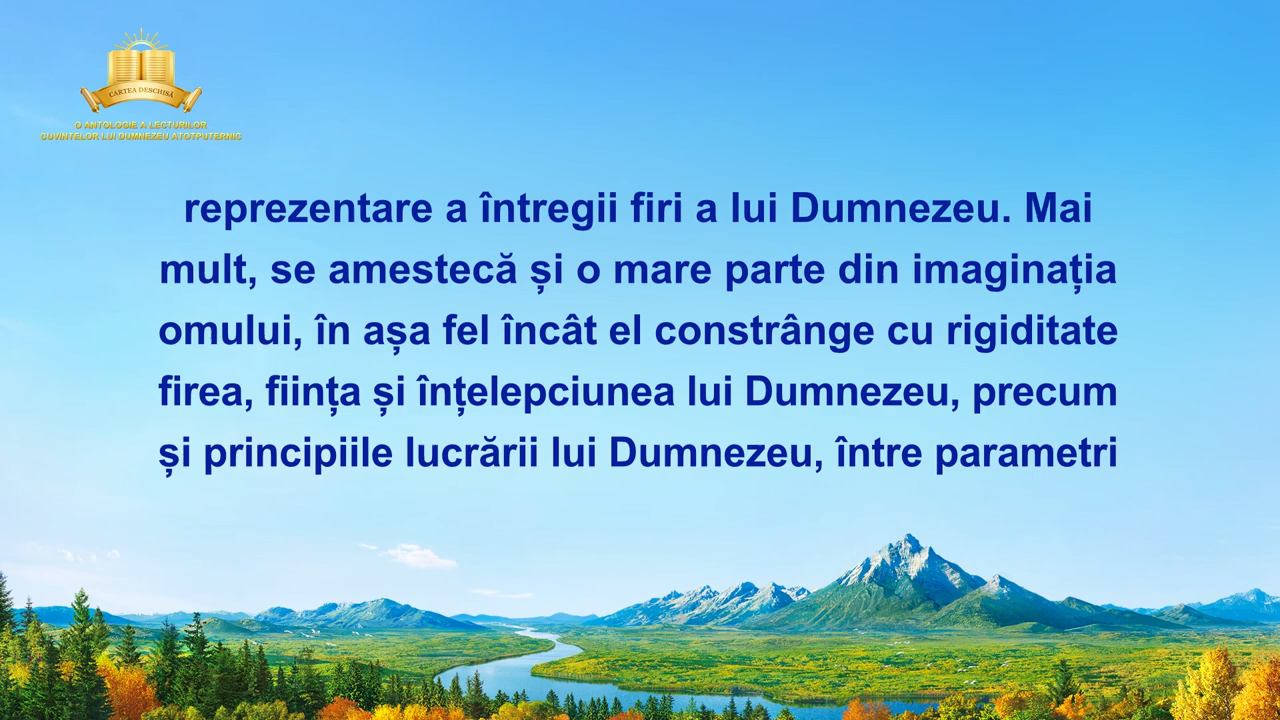 CARTEA DESCHISĂ
O ANTOLOGIE A LECTURILOR
CUVINTELOR LUI DUMNEZEU ATOTPUTERNIC
reprezentare a întregii firi a lui Dumnezeu. Mai
mult, se amestecă și o mare parte din imaginația
omului, în așa fel încât el constrânge cu rigiditate
firea, ființa și înțelepciunea lui Dumnezeu, precum
și principiile lucrării lui Dumnezeu, între parametri